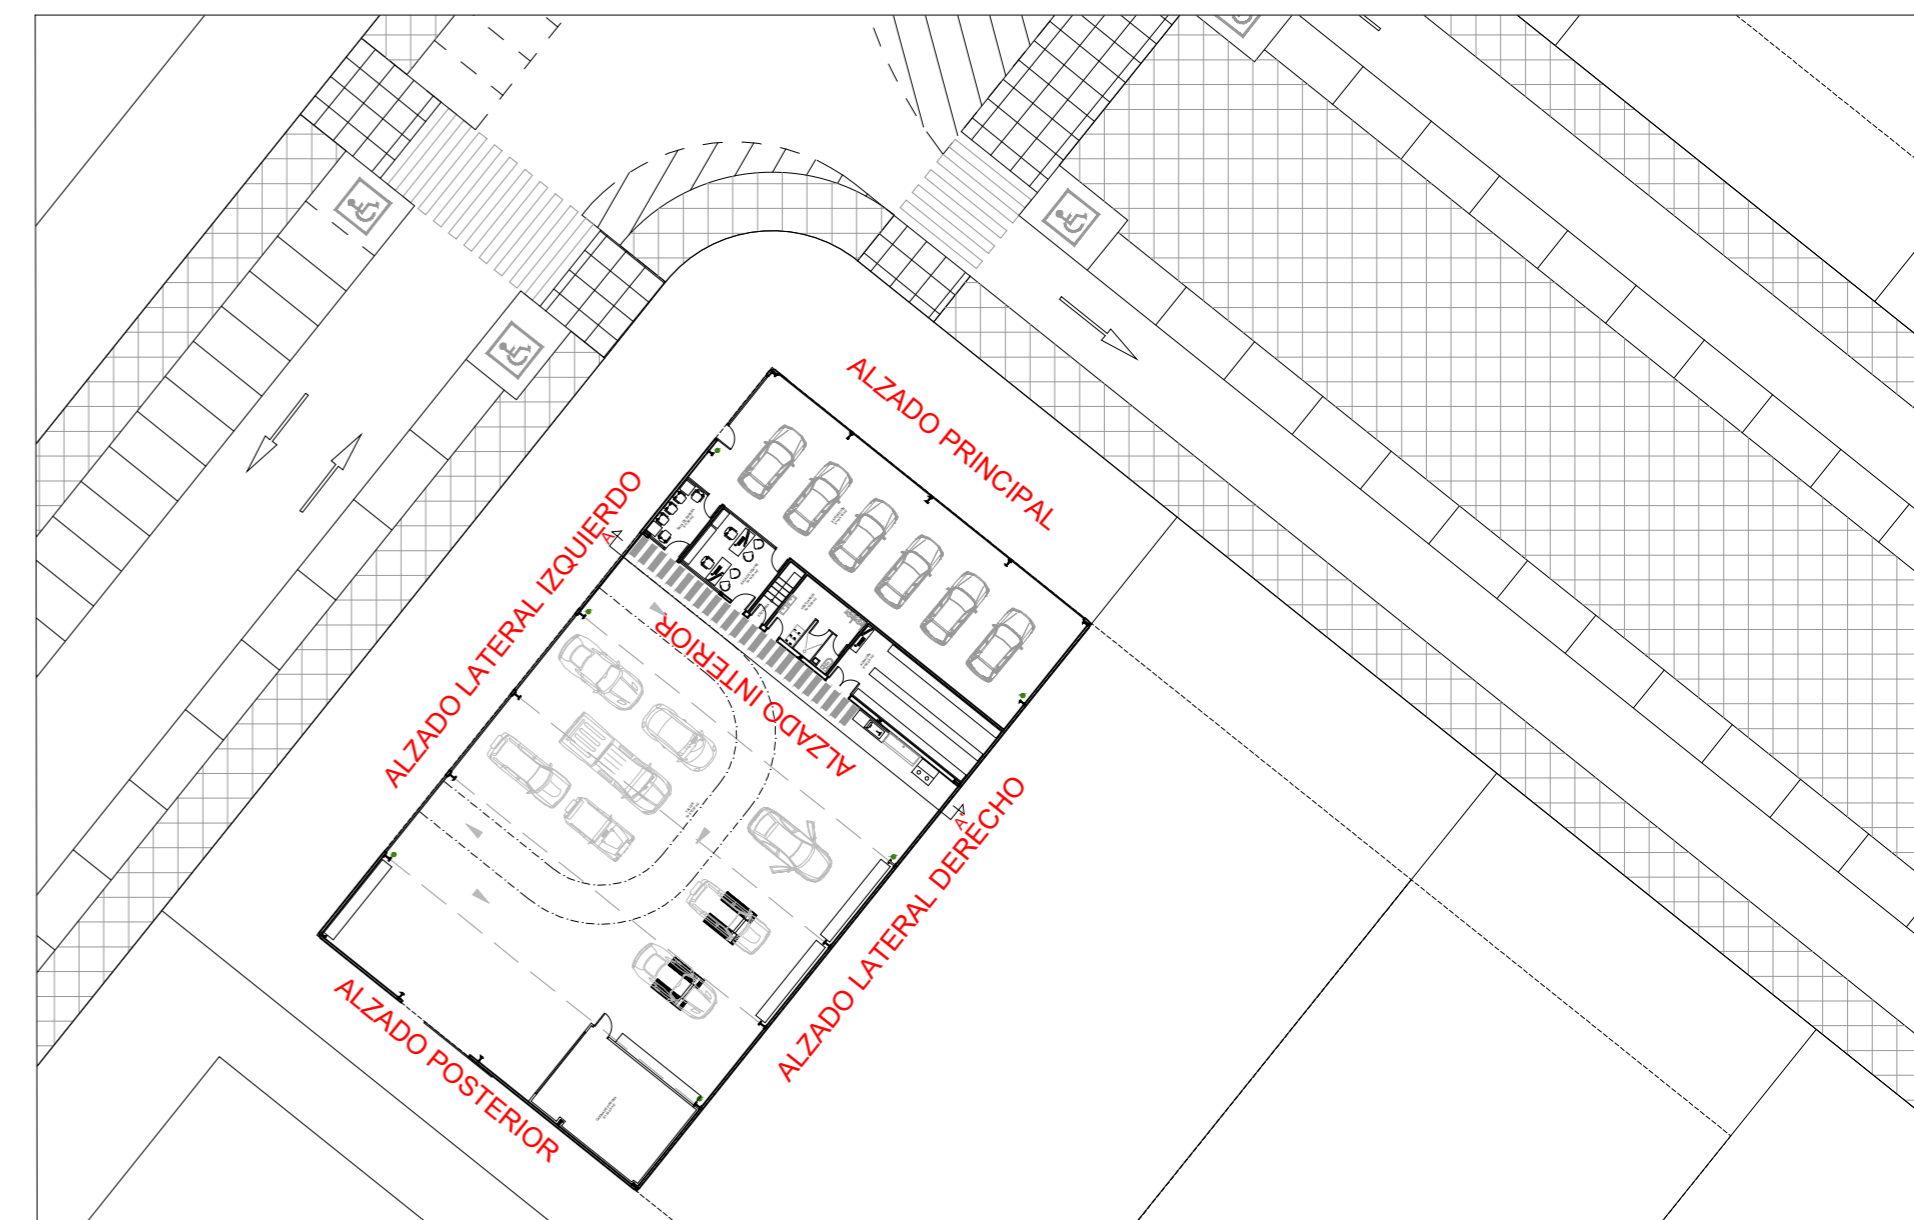 ALZADO PRINCIPAL
ALZADO LATERAL IZQUIERDO
A'
ALZADO INTERIOR
A'
ALZADO LATERAL DERECHO
ALZADO POSTERIOR